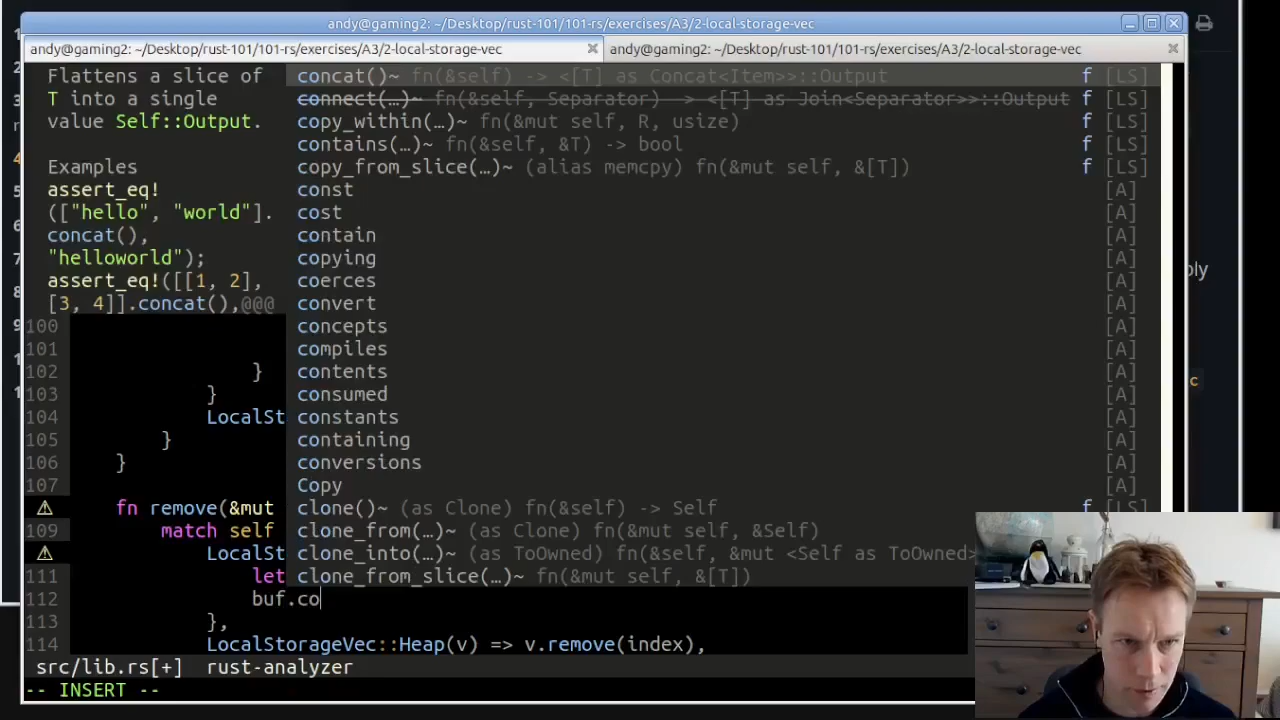 andy@gaming2: ~/Desktop/rust-101/101-rs/exercises/A3/2-local-storage-vec
andy@gaming2: ~/Desktop/rust-101/101-rs/exercises/A3/2-local-storage-vec
andy@gaming2: ~/Desktop/rust-101/101-rs/exercises/A3/2-local-storage-vec
Flattens a slice of concat()~ fn(&self) -> <[T] as Concat<Item>>::Output f [LS]
T into a single connect(…)~ fn(&self, Separator) -> <[T] as Join<Separator>>::Output f [LS]
value Self::Output. copy_within(…)~ fn(&mut self, R, usize) f [LS]
contains(…)~ fn(&self, &T) -> bool f [LS]
Examples copy_from_slice(…)~ (alias memcpy) fn(&mut self, &[T]) f [LS]
assert_eq! const [A]
(["hello", "world"]. cost [A]
concat(), contain [A]
"helloworld"); copying [A]
assert_eq!([[1, 2], coerces [A]
[3, 4]].concat(),@@@ convert [A]
100 concepts [A]
101 compiles [A]
102 } contents [A]
103 } consumed [A]
104 LocalSt constants [A]
105 } containing [A]
106 } conversions [A]
107 Copy [A]
⚠ fn remove(&mut clone()~ (as Clone) fn(&self) -> Self f [LS]
109 match self clone_from(…)~ (as Clone) fn(&mut self, &Self)
⚠ LocalSt clone_into(…)~ (as ToOwned) fn(&self, &mut <Self as ToOwned>
111 let clone_from_slice(…)~ fn(&mut self, &[T])
112 buf.co
113 },
114 LocalStorageVec::Heap(v) => v.remove(index),
src/lib.rs[+] rust-analyzer
-- INSERT --
ply
c